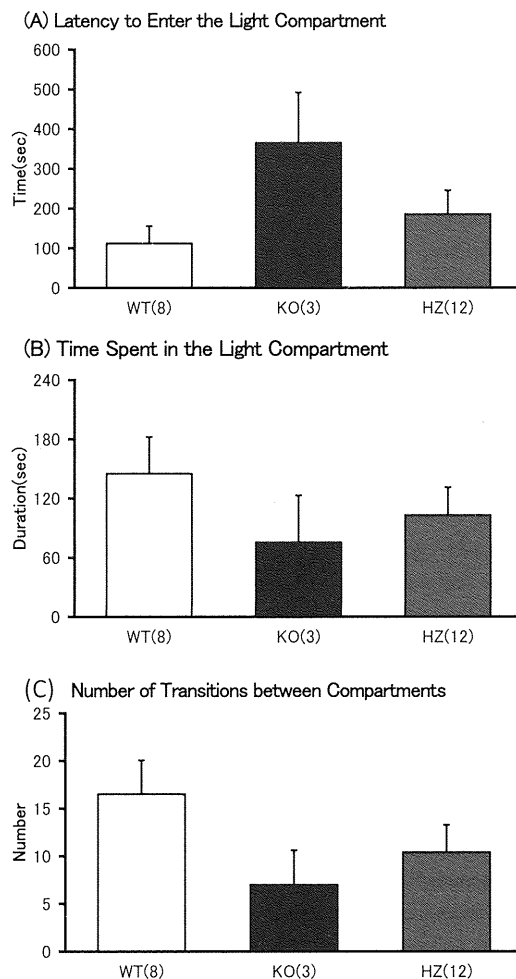 (A) Latency to Enter the Light Compartment
600
500
400
300
200
100
0
Time(sec)
WT(8) KO(3) HZ(12)
(B) Time Spent in the Light Compartment
240
180
120
60
0
Duration(sec)
WT(8) KO(3) HZ(12)
(C) Number of Transitions between Compartments
25
20
15
10
5
0
Number
WT(8) KO(3) HZ(12)